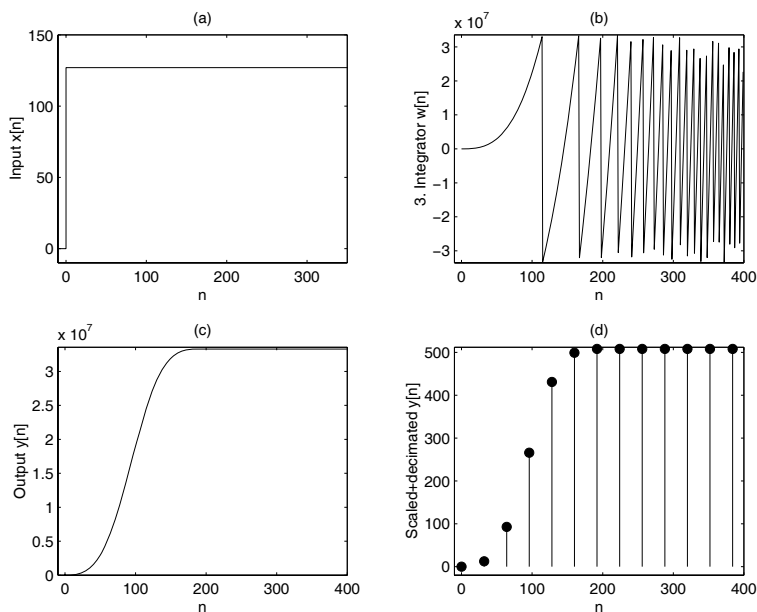 (a)
150
100
50
0
Input x[n]
0 100 200 300
n
(b)
x 10^7
3
2
1
0
−1
−2
−3
3. Integrator w[n]
0 100 200 300 400
n
(c)
x 10^7
3
2.5
2
1.5
1
0.5
0
Output y[n]
0 100 200 300 400
n
(d)
500
400
300
200
100
0
Scaled+decimated y[n]
0 100 200 300 400
n